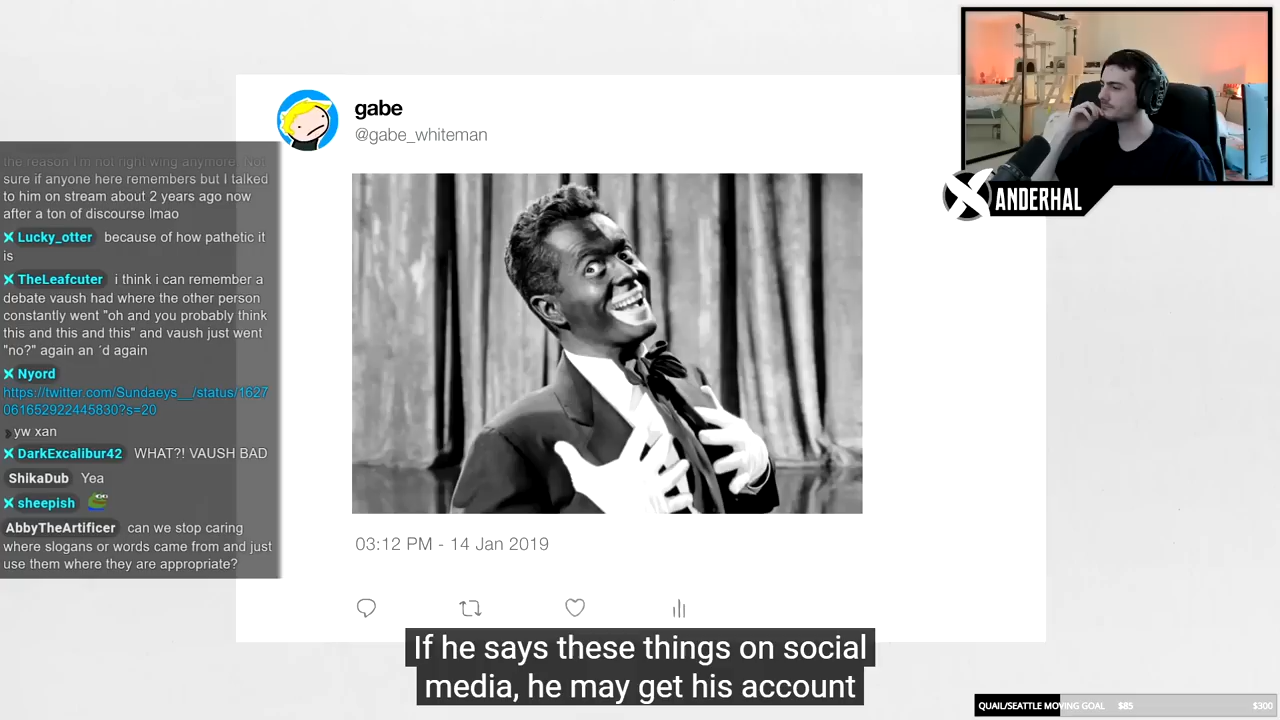 gabe
@gabe_whiteman
the reason I'm not right wing anymore. Not
sure if anyone here remembers but I talked
to him on stream about 2 years ago now
after a ton of discourse lmao
Lucky_otter because of how pathetic it
is
TheLeafcuter i think i can remember a
debate vaush had where the other person
constantly went "oh and you probably think
this and this and this" and vaush just went
"no?" again an ´d again
Nyord
https://twitter.com/Sundaeys__/status/1627
061652922445830?s=20
yw xan
DarkExcalibur42 WHAT?! VAUSH BAD
ShikaDub Yea
sheepish
AbbyTheArtificer can we stop caring
where slogans or words came from and just
use them where they are appropriate?
XANDERHAL
03:12 PM - 14 Jan 2019
If he says these things on social
media, he may get his account
QUAIL/SEATTLE MOVING GOAL $85 $300